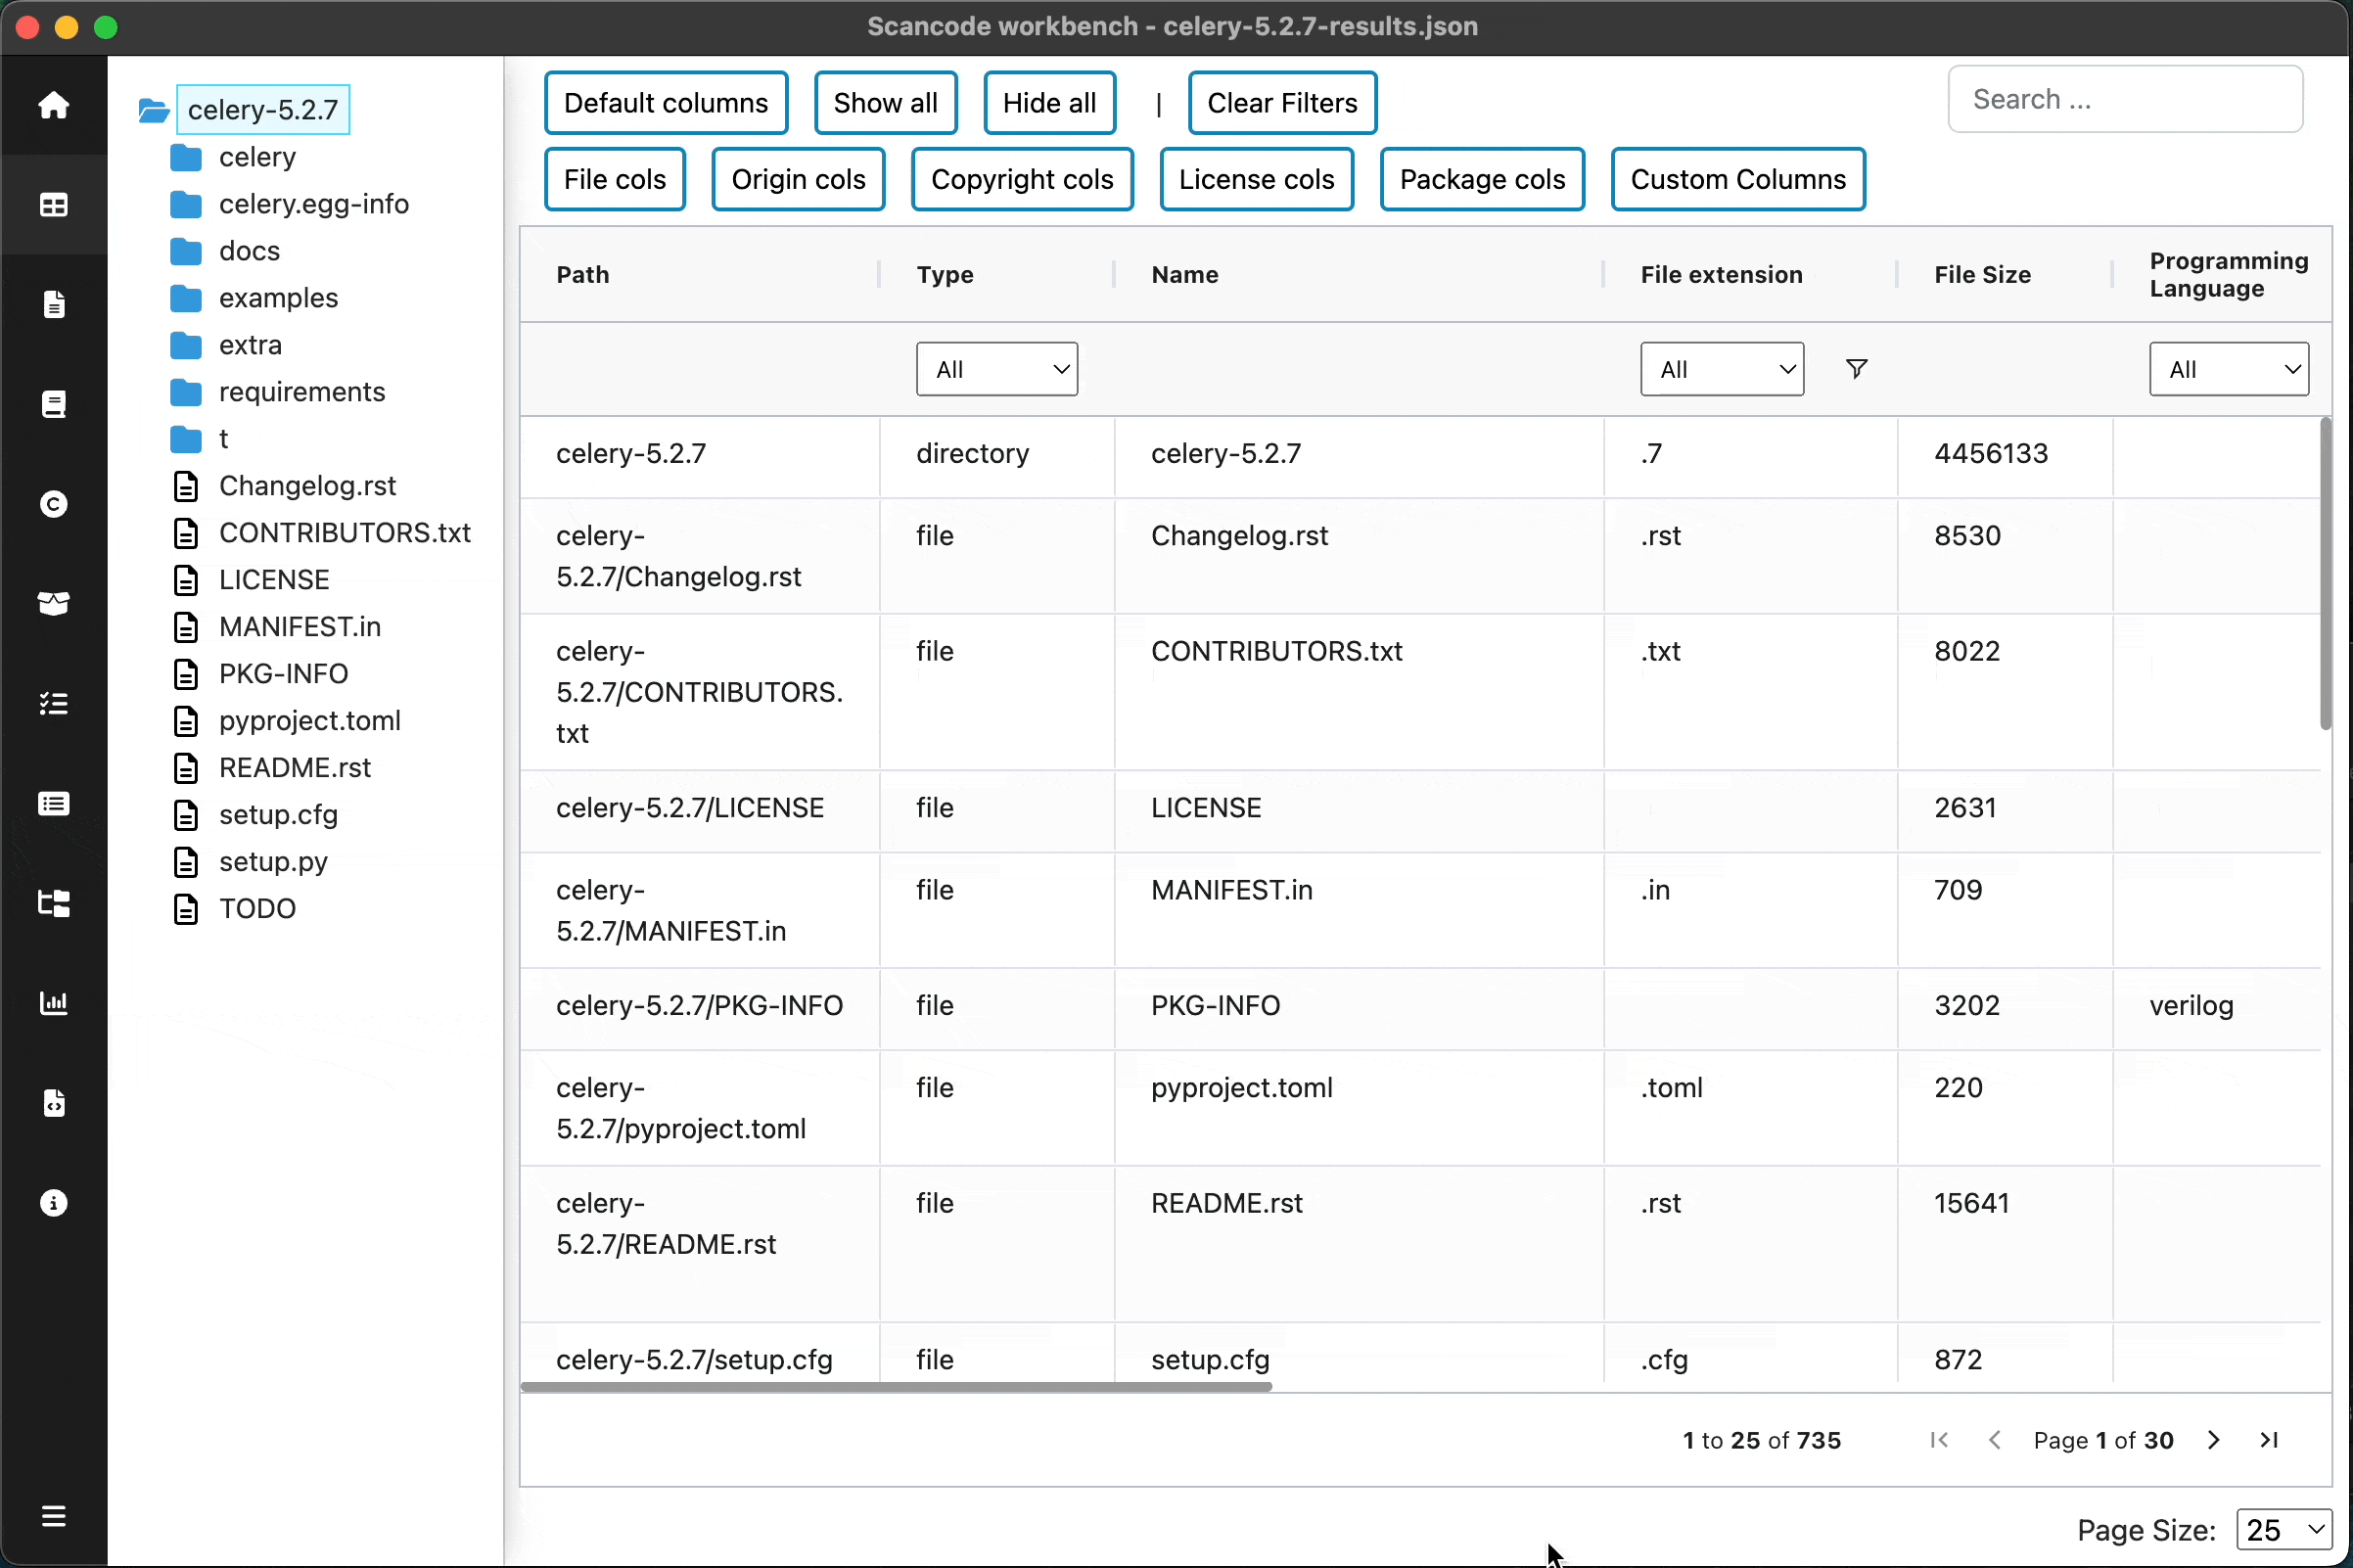 Scancode workbench - celery-5.2.7-results.json
celery-5.2.7
celery
celery.egg-info
docs
examples
extra
requirements
t
Changelog.rst
CONTRIBUTORS.txt
LICENSE
MANIFEST.in
PKG-INFO
pyproject.toml
README.rst
setup.cfg
setup.py
TODO
Default columns Show all Hide all | Clear Filters Search ...
File cols Origin cols Copyright cols License cols Package cols Custom Columns
Path Type Name File extension File Size Programming
Language
All All All
celery-5.2.7 directory celery-5.2.7 .7 4456133
celery- file Changelog.rst .rst 8530
5.2.7/Changelog.rst
celery- file CONTRIBUTORS.txt .txt 8022
5.2.7/CONTRIBUTORS.
txt
celery-5.2.7/LICENSE file LICENSE 2631
celery- file MANIFEST.in .in 709
5.2.7/MANIFEST.in
celery-5.2.7/PKG-INFO file PKG-INFO 3202 verilog
celery- file pyproject.toml .toml 220
5.2.7/pyproject.toml
celery- file README.rst .rst 15641
5.2.7/README.rst
celery-5.2.7/setup.cfg file setup.cfg .cfg 872
1 to 25 of 735 Page 1 of 30
Page Size: 25